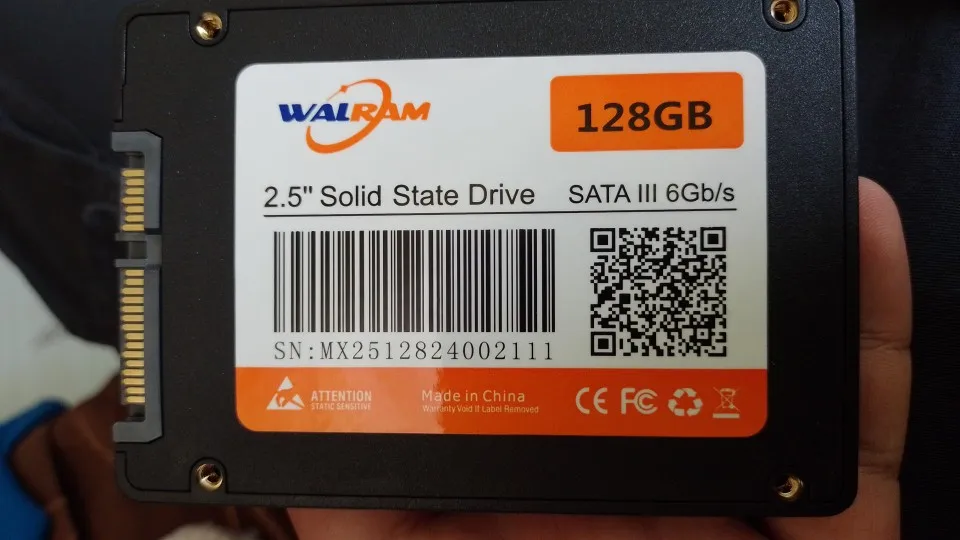 WALRAM
128GB
2.5" Solid State Drive
SATA III 6Gb/s
SN:MX2512824002111
ATTENTION
STATIC SENSITIVE
Made in China
Warranty Void If Label Removed
CE FC